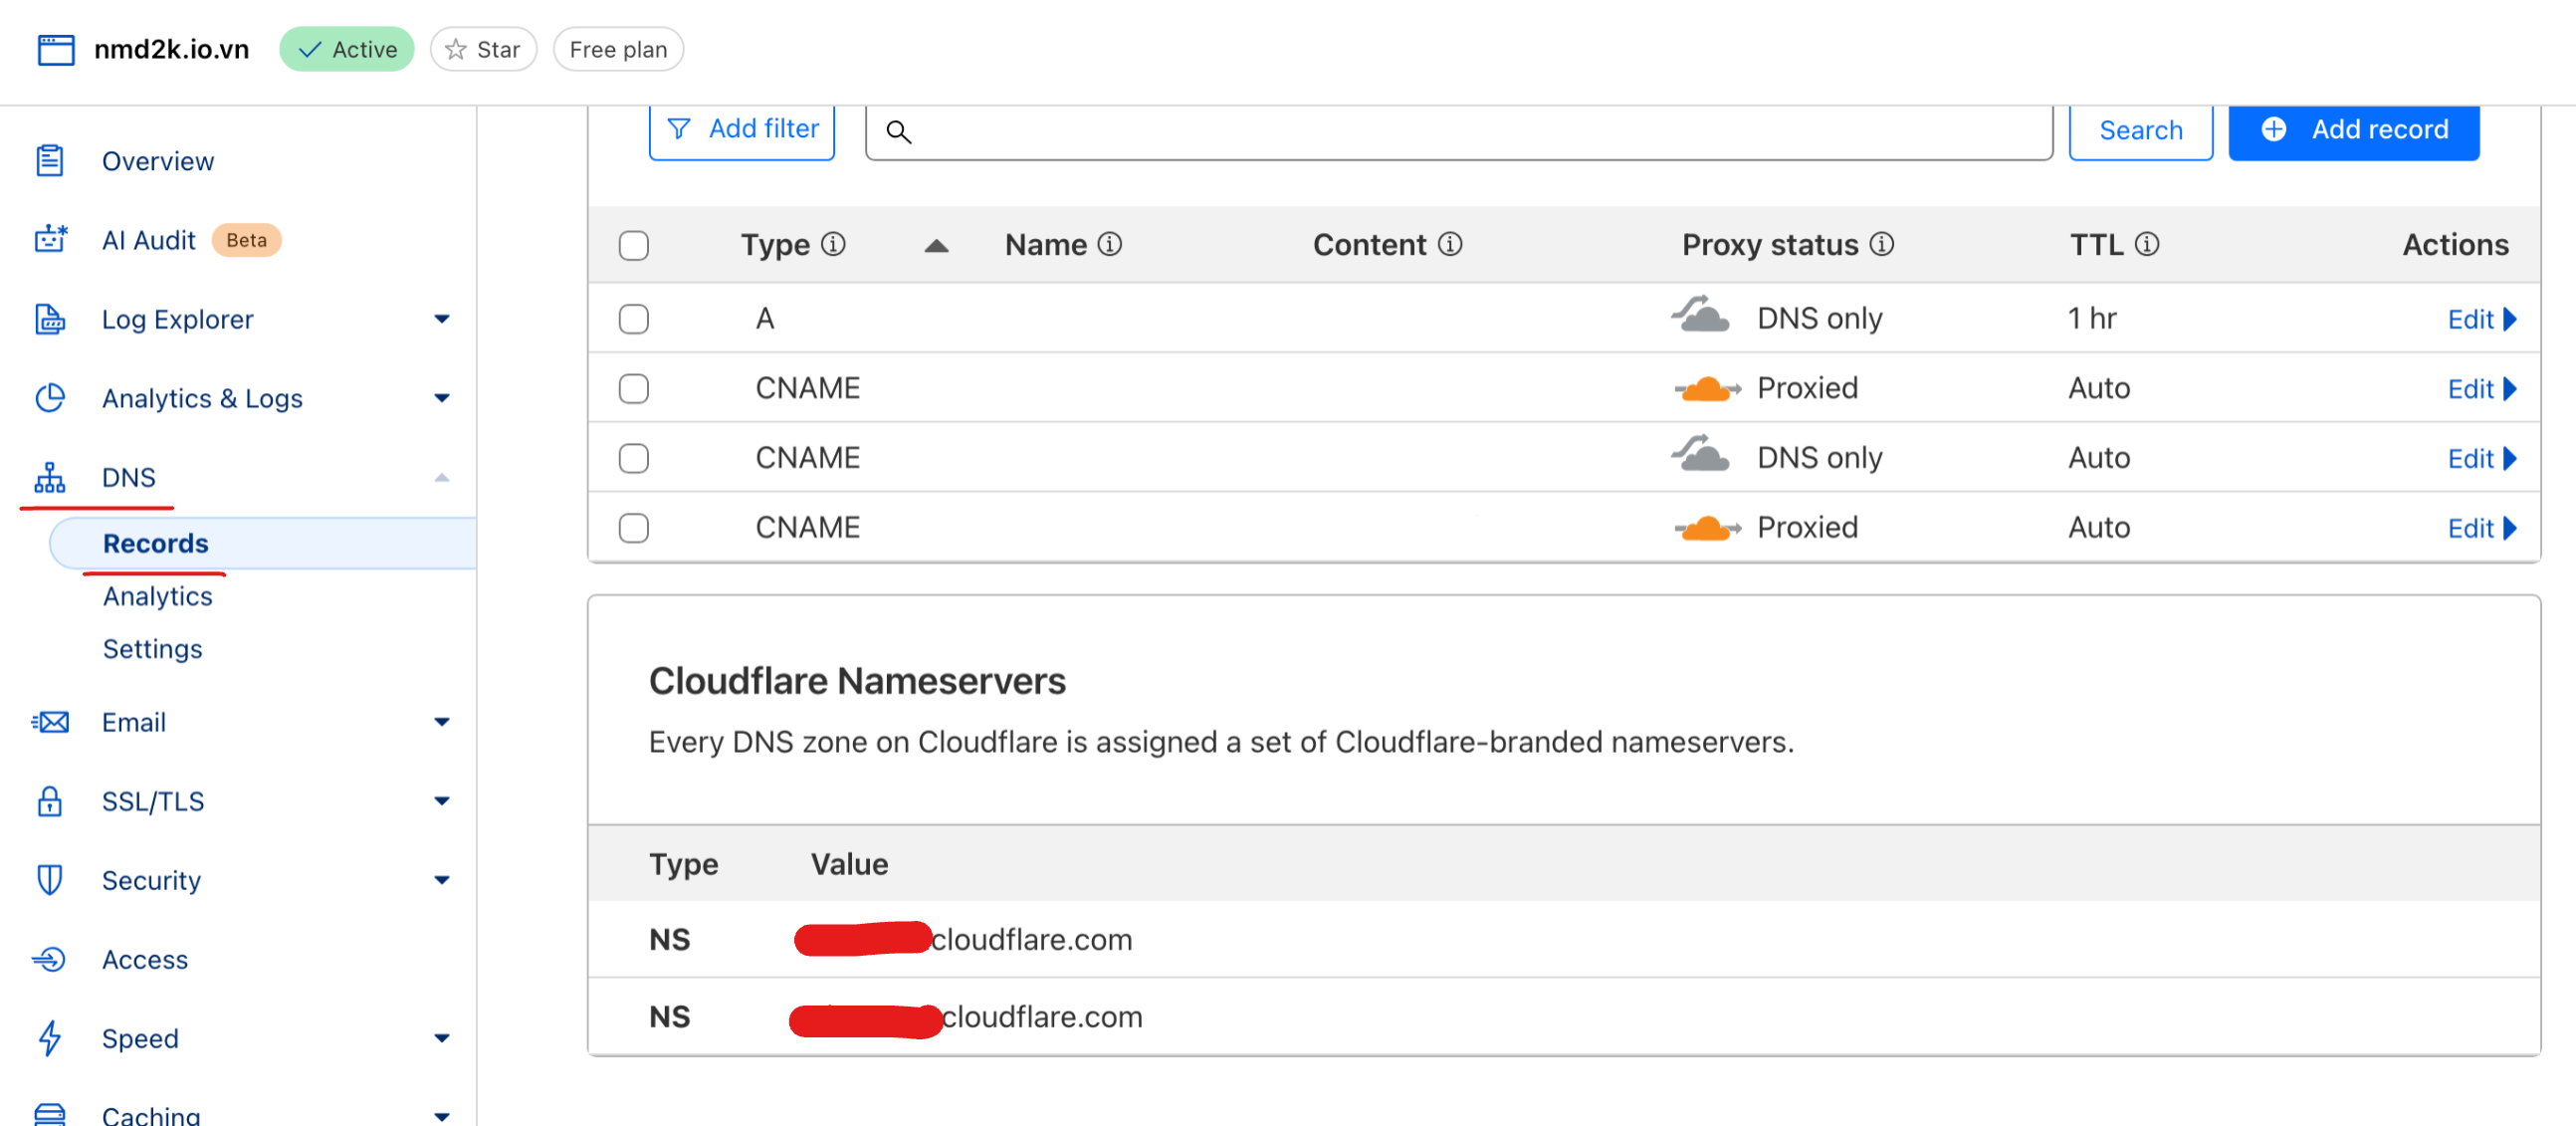 nmd2k.io.vn Active Star Free plan
Overview
AI Audit Beta
Log Explorer
Analytics & Logs
DNS
Records
Analytics
Settings
Email
SSL/TLS
Security
Access
Speed
Caching
Add filter Search Add record
Type Name Content Proxy status TTL Actions
A DNS only 1 hr Edit
CNAME Proxied Auto Edit
CNAME DNS only Auto Edit
CNAME Proxied Auto Edit
Cloudflare Nameservers
Every DNS zone on Cloudflare is assigned a set of Cloudflare-branded nameservers.
Type Value
NS cloudflare.com
NS cloudflare.com